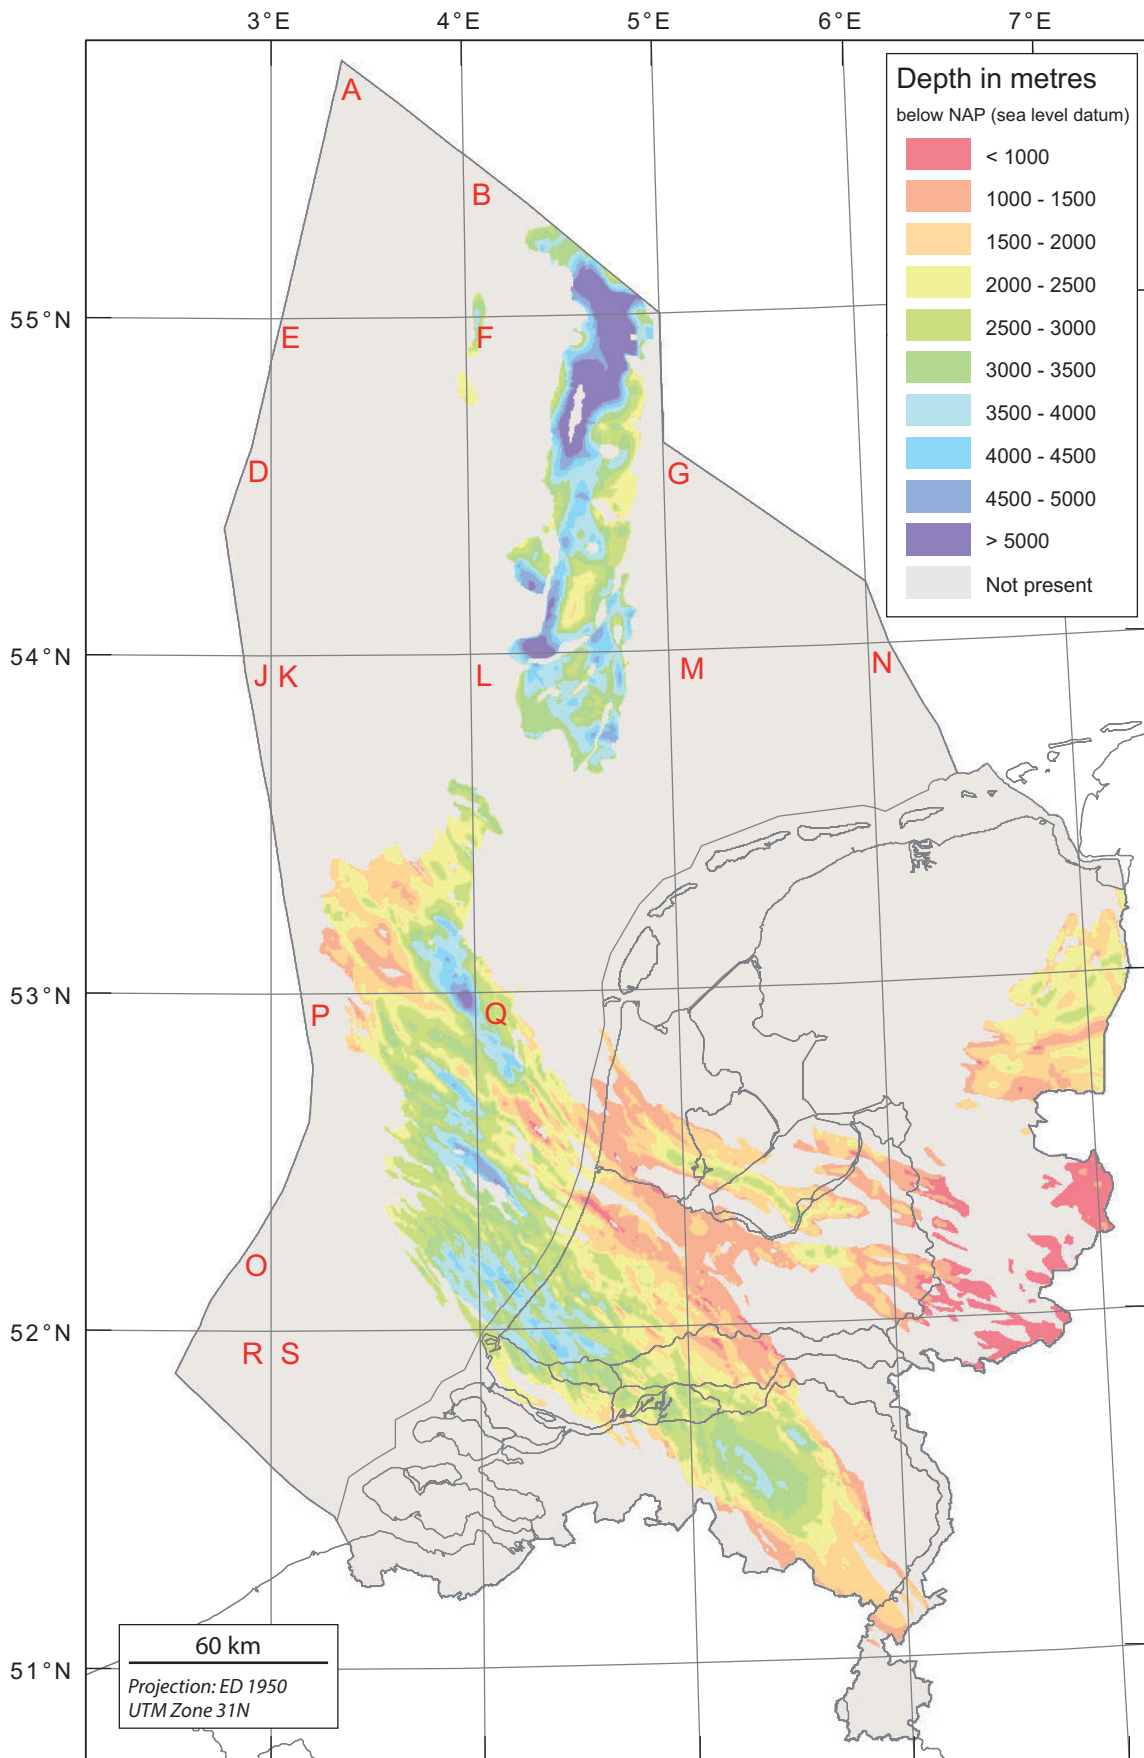 3°E 4°E 5°E 6°E 7°E
A
Depth in metres
below NAP (sea level datum)
< 1000
1000 - 1500
B
1500 - 2000
2000 - 2500
55°N
E F
2500 - 3000
3000 - 3500
3500 - 4000
4000 - 4500
D G
4500 - 5000
> 5000
Not present
54°N
J K L M N
53°N
P Q
O
52°N
R S
60 km
51°N
Projection: ED 1950
UTM Zone 31N